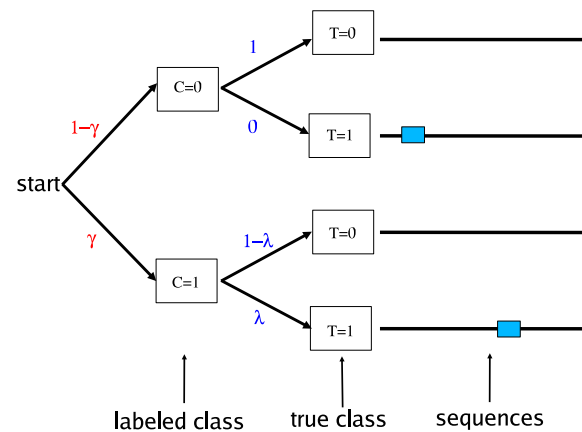 T=0
1
C=0
0
T=1
1−γ
start
γ
T=0
1−λ
C=1
λ
T=1
labeled class
true class
sequences